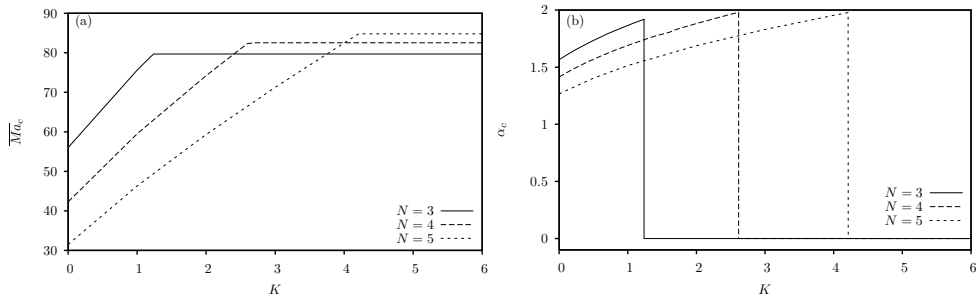 (a)
90
80
70
60
50
40
30
0 1 2 3 4 5 6
K
Ma_c
N = 3
N = 4
N = 5
(b)
2
1.5
1
0.5
0
0 1 2 3 4 5 6
K
α_c
N = 3
N = 4
N = 5